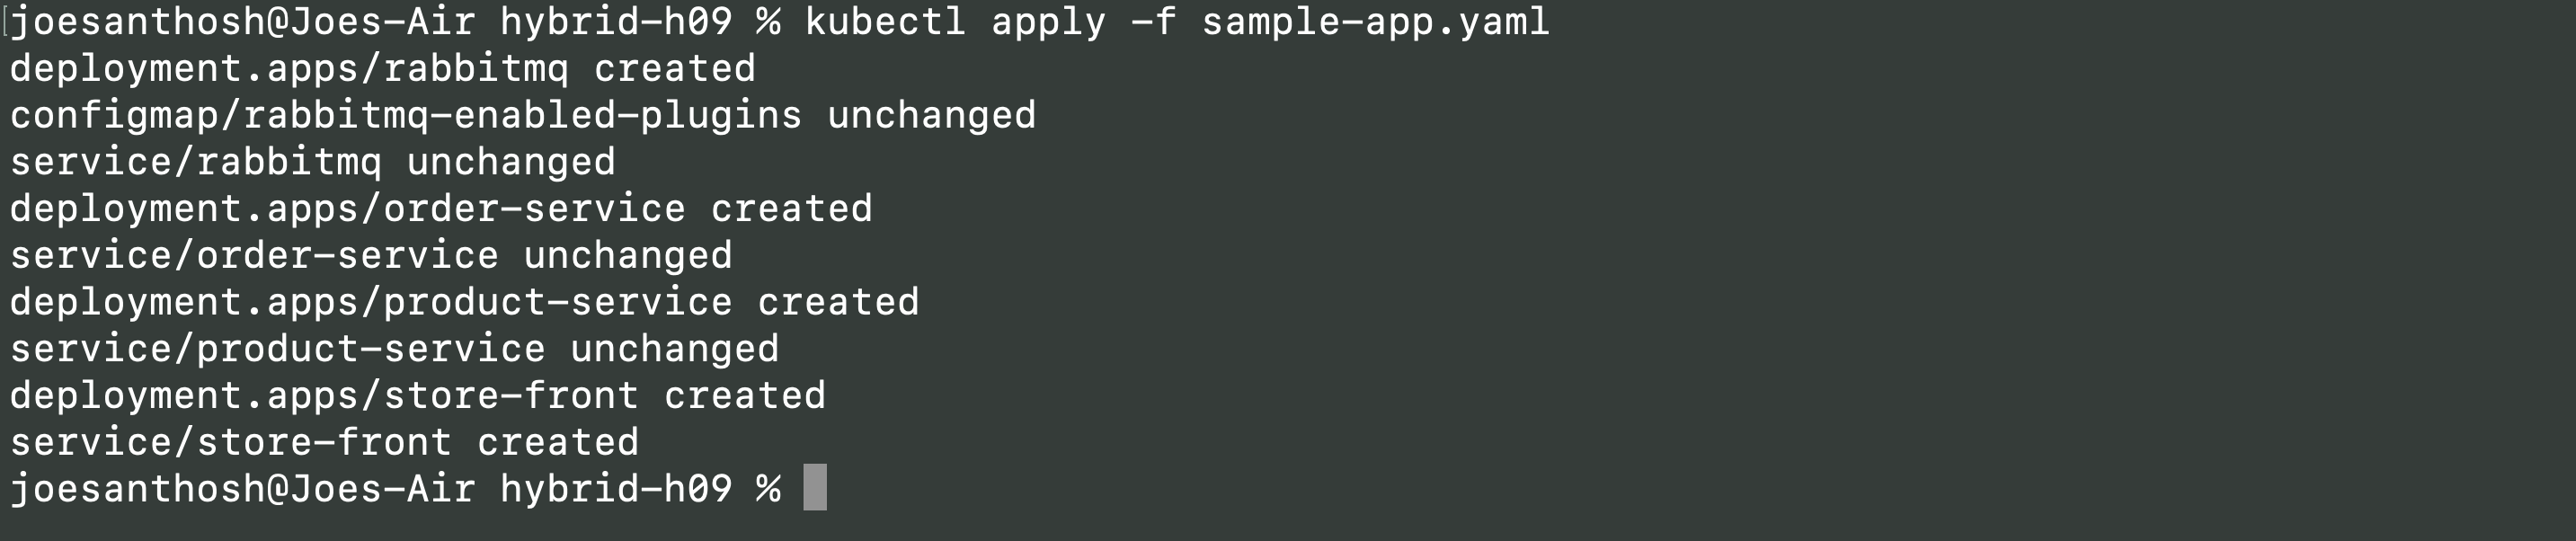 joesanthosh@Joes-Air hybrid-h09 % kubectl apply -f sample-app.yaml
deployment.apps/rabbitmq created
configmap/rabbitmq-enabled-plugins unchanged
service/rabbitmq unchanged
deployment.apps/order-service created
service/order-service unchanged
deployment.apps/product-service created
service/product-service unchanged
deployment.apps/store-front created
service/store-front created
joesanthosh@Joes-Air hybrid-h09 %